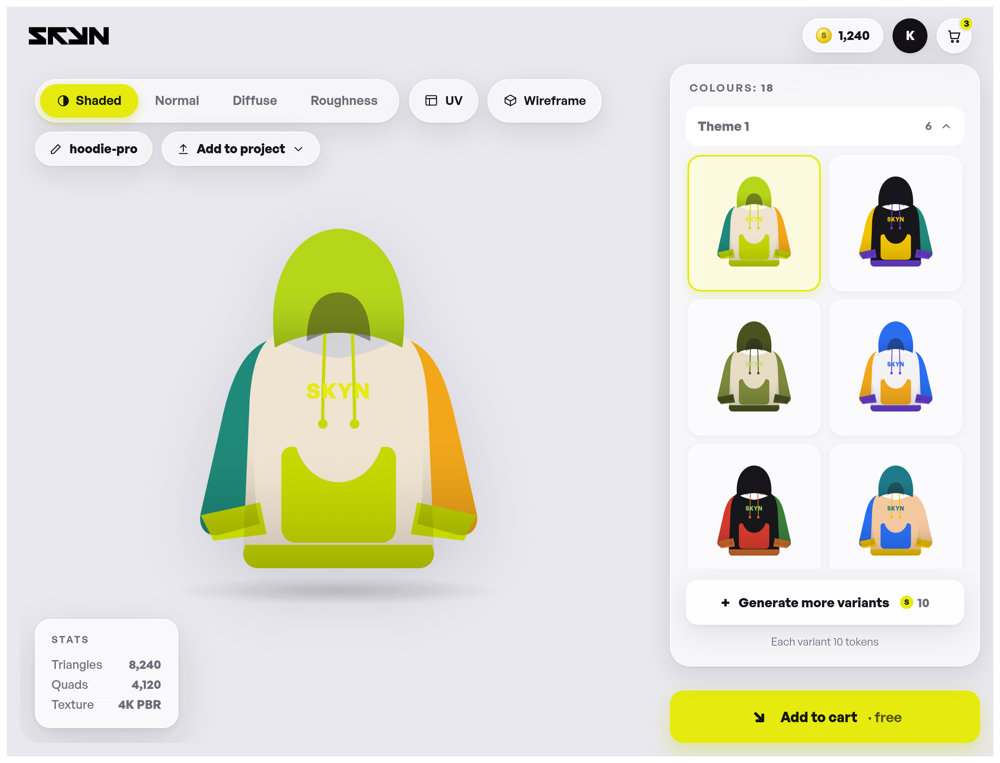 SKYN
S 1,240
K
3
Shaded Normal Diffuse Roughness UV Wireframe
hoodie-pro Add to project
SKYN
STATS
Triangles 8,240
Quads 4,120
Texture 4K PBR
COLOURS: 18
Theme 1 6
SKYN SKYN
SKYN SKYN
SKYN SKYN
+ Generate more variants S 10
Each variant 10 tokens
Add to cart · free